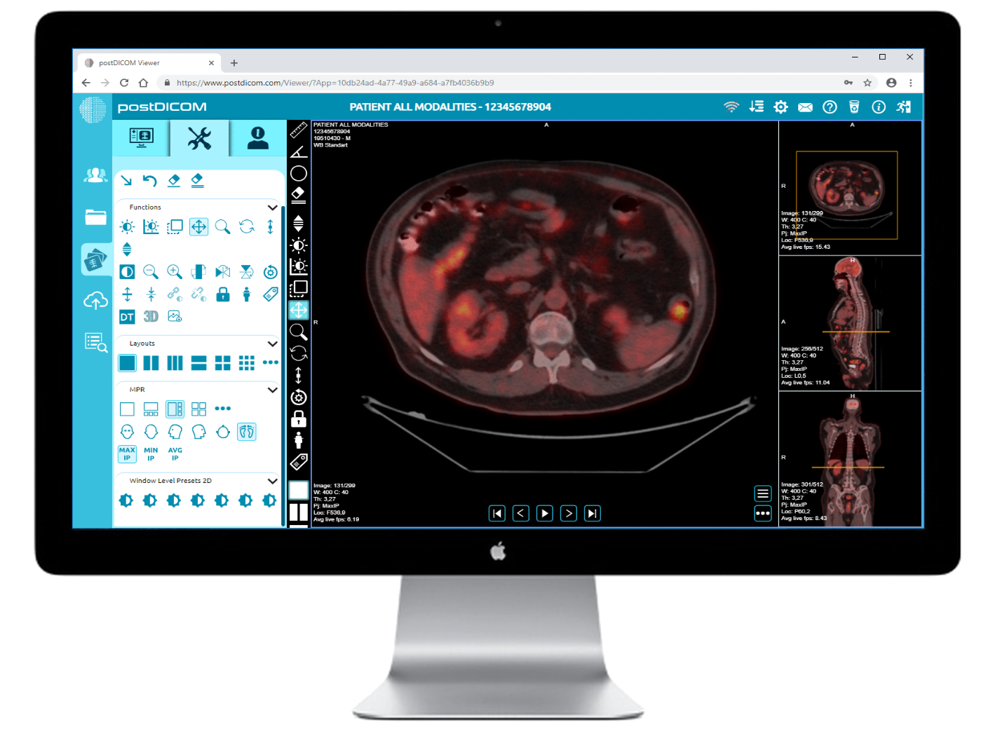 postDICOM Viewer
https://www.postdicom.com/Viewer/?App=10db24ad-4a77-49a9-a684-a7fb4036b9b9
postDICOM
PATIENT ALL MODALITIES - 12345678904
Functions
DT 3D
Layouts
MPR
MAX IP
MIN IP
AVG IP
Window Level Presets 2D
PATIENT ALL MODALITIES
12345678904
19510430 - M
WB Standart
A
R
Image: 131/299
W: 400 C: 40
Th: 3,27
Pj: MaxIP
Loc: F536,9
Avg live fps: 6.19
A
R
Image: 131/299
W: 400 C: 40
Th: 3,27
Pj: MaxIP
Loc: F536,9
Avg live fps: 15.43
H
A
Image: 256/512
W: 400 C: 40
Th: 3,27
Pj: MaxIP
Loc: L0,5
Avg live fps: 11.04
H
R
Image: 301/512
W: 400 C: 40
Th: 3,27
Pj: MaxIP
Loc: P60,2
Avg live fps: 8.43